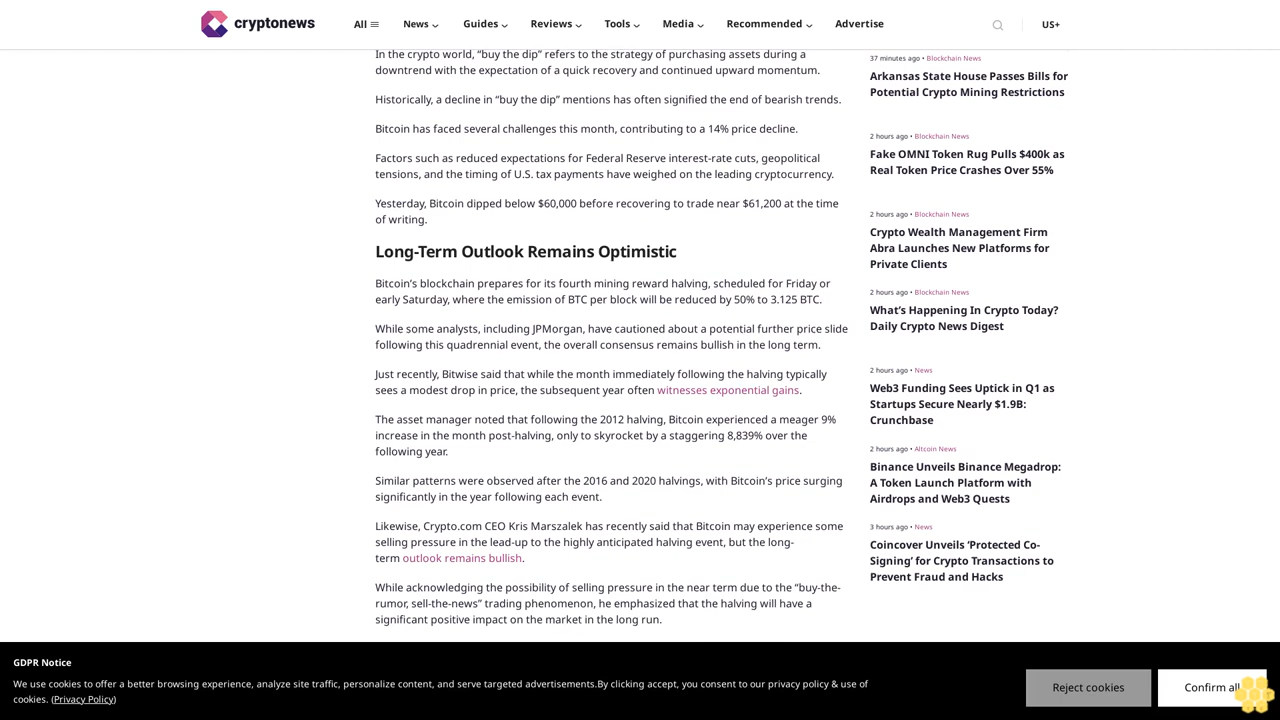 cryptonews
All
News
Guides
Reviews
Tools
Media
Recommended
Advertise
US+
In the crypto world, “buy the dip” refers to the strategy of purchasing assets during a
downtrend with the expectation of a quick recovery and continued upward momentum.
Historically, a decline in “buy the dip” mentions has often signified the end of bearish trends.
Bitcoin has faced several challenges this month, contributing to a 14% price decline.
Factors such as reduced expectations for Federal Reserve interest-rate cuts, geopolitical
tensions, and the timing of U.S. tax payments have weighed on the leading cryptocurrency.
Yesterday, Bitcoin dipped below $60,000 before recovering to trade near $61,200 at the time
of writing.
Long-Term Outlook Remains Optimistic
Bitcoin’s blockchain prepares for its fourth mining reward halving, scheduled for Friday or
early Saturday, where the emission of BTC per block will be reduced by 50% to 3.125 BTC.
While some analysts, including JPMorgan, have cautioned about a potential further price slide
following this quadrennial event, the overall consensus remains bullish in the long term.
Just recently, Bitwise said that while the month immediately following the halving typically
sees a modest drop in price, the subsequent year often witnesses exponential gains.
The asset manager noted that following the 2012 halving, Bitcoin experienced a meager 9%
increase in the month post-halving, only to skyrocket by a staggering 8,839% over the
following year.
Similar patterns were observed after the 2016 and 2020 halvings, with Bitcoin’s price surging
significantly in the year following each event.
Likewise, Crypto.com CEO Kris Marszalek has recently said that Bitcoin may experience some
selling pressure in the lead-up to the highly anticipated halving event, but the long-
term outlook remains bullish.
While acknowledging the possibility of selling pressure in the near term due to the “buy-the-
rumor, sell-the-news” trading phenomenon, he emphasized that the halving will have a
significant positive impact on the market in the long run.
37 minutes ago • Blockchain News
Arkansas State House Passes Bills for
Potential Crypto Mining Restrictions
2 hours ago • Blockchain News
Fake OMNI Token Rug Pulls $400k as
Real Token Price Crashes Over 55%
2 hours ago • Blockchain News
Crypto Wealth Management Firm
Abra Launches New Platforms for
Private Clients
2 hours ago • Blockchain News
What’s Happening In Crypto Today?
Daily Crypto News Digest
2 hours ago • News
Web3 Funding Sees Uptick in Q1 as
Startups Secure Nearly $1.9B:
Crunchbase
2 hours ago • Altcoin News
Binance Unveils Binance Megadrop:
A Token Launch Platform with
Airdrops and Web3 Quests
3 hours ago • News
Coincover Unveils ‘Protected Co-
Signing’ for Crypto Transactions to
Prevent Fraud and Hacks
GDPR Notice
We use cookies to offer a better browsing experience, analyze site traffic, personalize content, and serve targeted advertisements.By clicking accept, you consent to our privacy policy & use of
cookies. (Privacy Policy)
Reject cookies
Confirm all